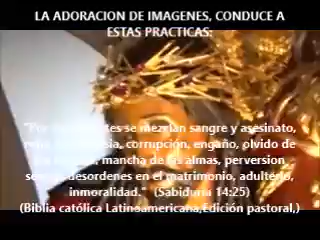 LA ADORACION DE IMAGENES, CONDUCE A
ESTAS PRACTICAS:
se mezclan sangre y asesinato,
corrupción, engaño, olvido de
mancha de las almas, perversion
desordenes en el matrimonio, adulterio,
inmoralidad." (Sabiduría 14:25)
(Biblia católica Latinoamericana,Edición pastoral,)